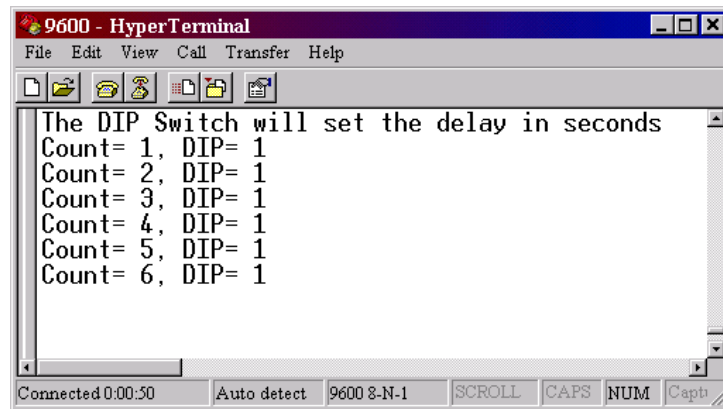 9600 - HyperTerminal
File Edit View Call Transfer Help
The DIP Switch will set the delay in seconds
Count= 1, DIP= 1
Count= 2, DIP= 1
Count= 3, DIP= 1
Count= 4, DIP= 1
Count= 5, DIP= 1
Count= 6, DIP= 1
Connected 0:00:50 Auto detect 9600 8-N-1 SCROLL CAPS NUM Captu